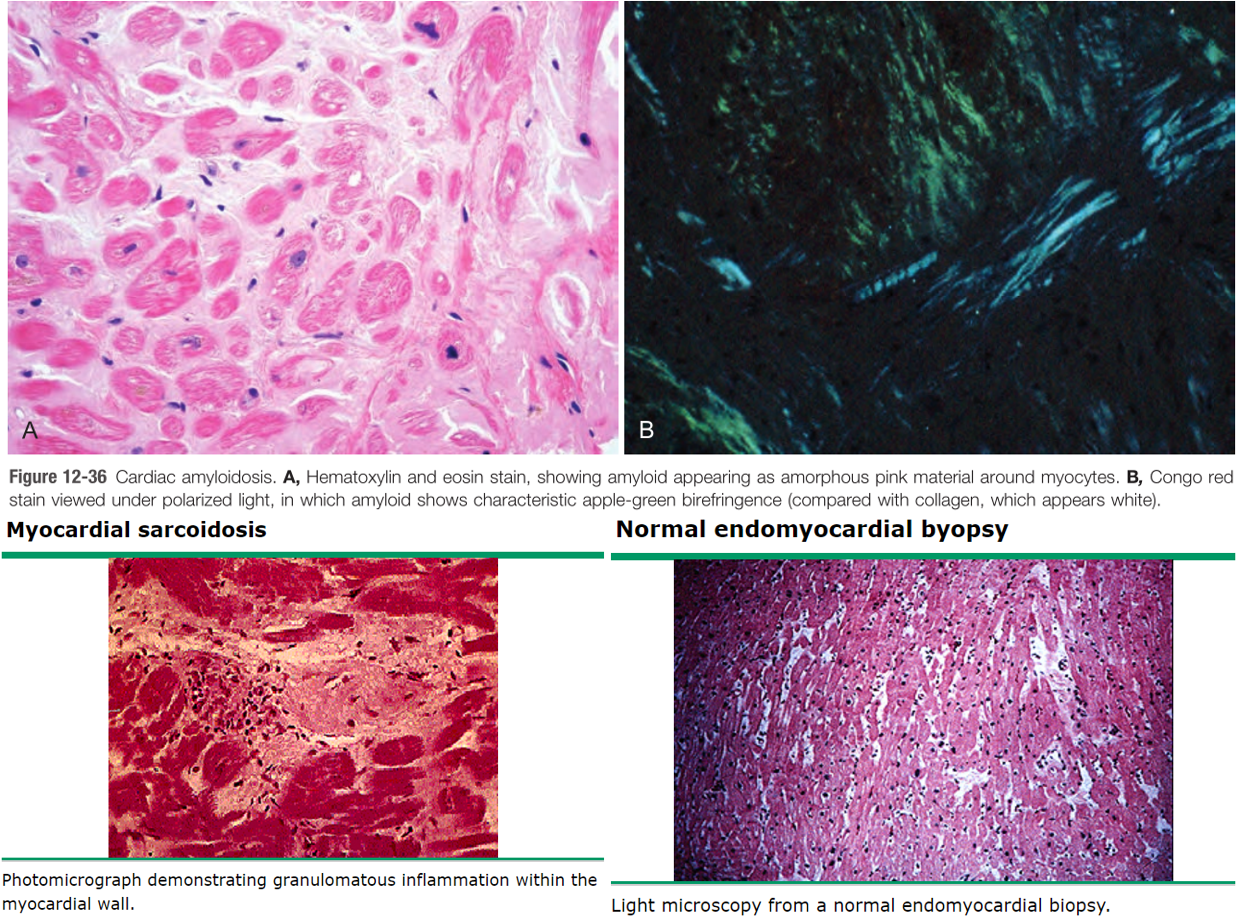 A
B
Figure 12-36 Cardiac amyloidosis. A, Hematoxylin and eosin stain, showing amyloid appearing as amorphous pink material around myocytes. B, Congo red
stain viewed under polarized light, in which amyloid shows characteristic apple-green birefringence (compared with collagen, which appears white).
Myocardial sarcoidosis
Photomicrograph demonstrating granulomatous inflammation within the
myocardial wall.
Normal endomyocardial byopsy
Light microscopy from a normal endomyocardial biopsy.